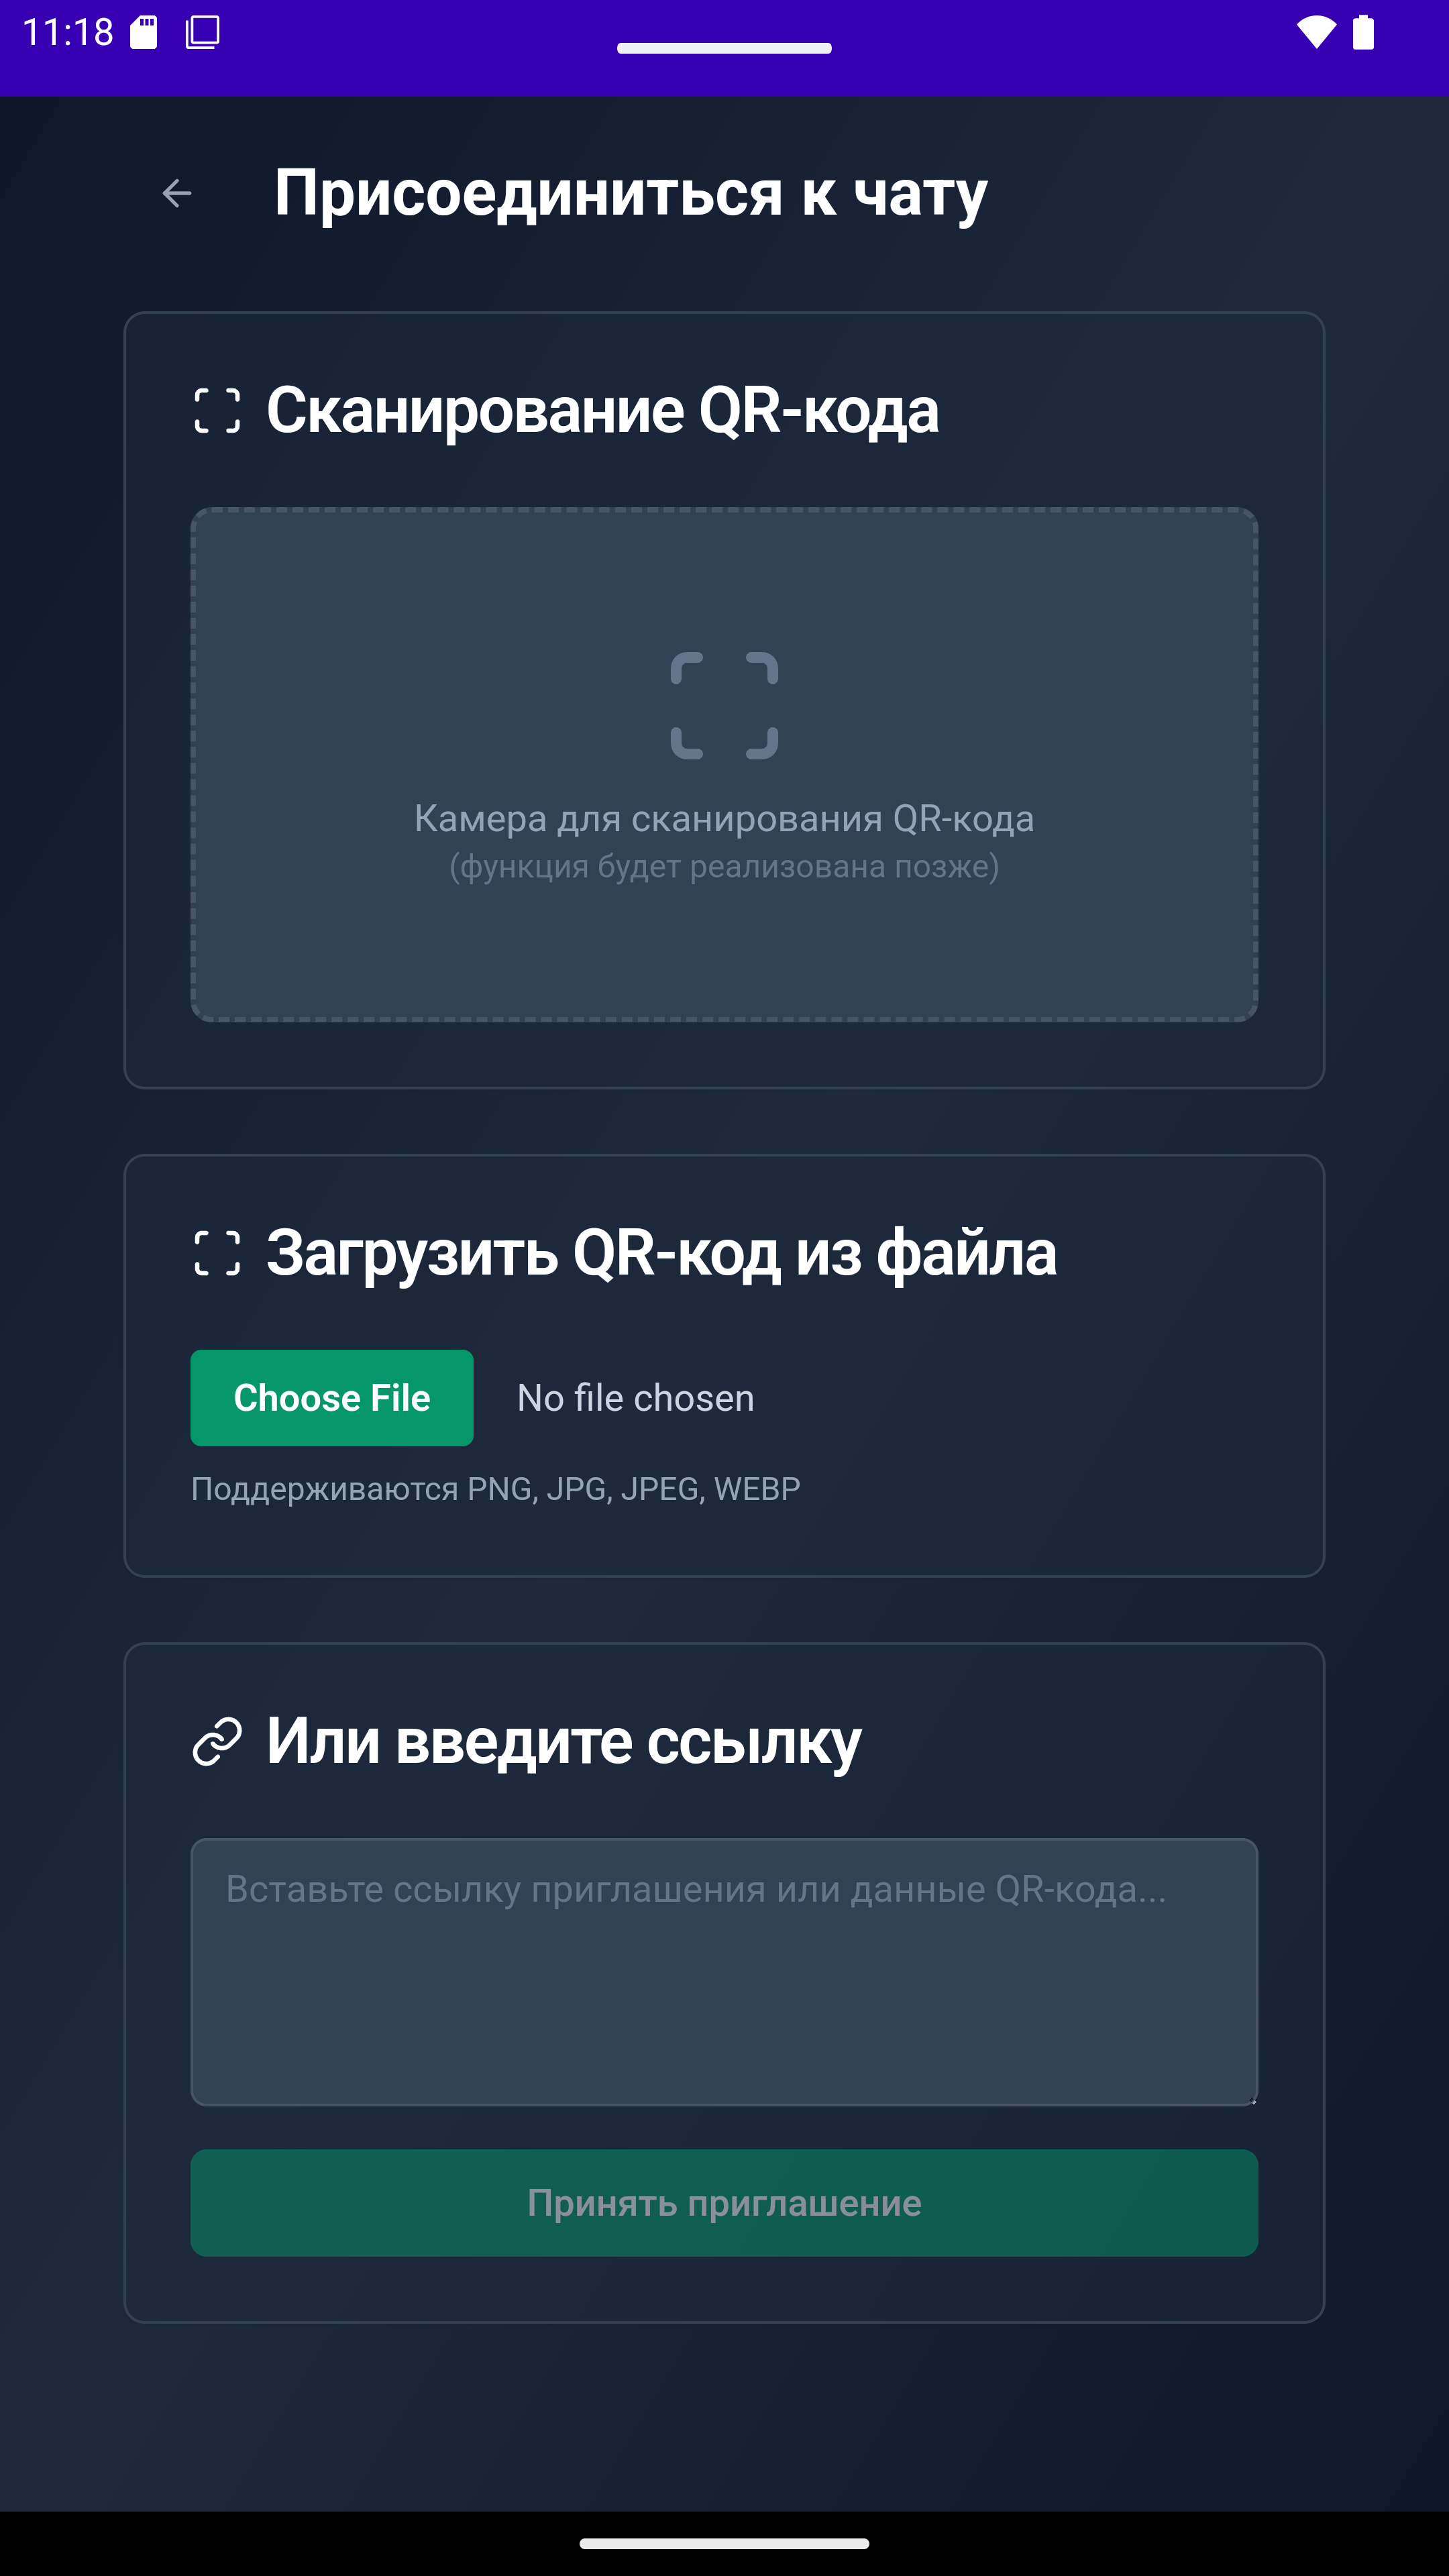 11:18
Присоединиться к чату
Сканирование QR-кода
Камера для сканирования QR-кода
(функция будет реализована позже)
Загрузить QR-код из файла
Choose File No file chosen
Поддерживаются PNG, JPG, JPEG, WEBP
Или введите ссылку
Вставьте ссылку приглашения или данные QR-кода...
Принять приглашение